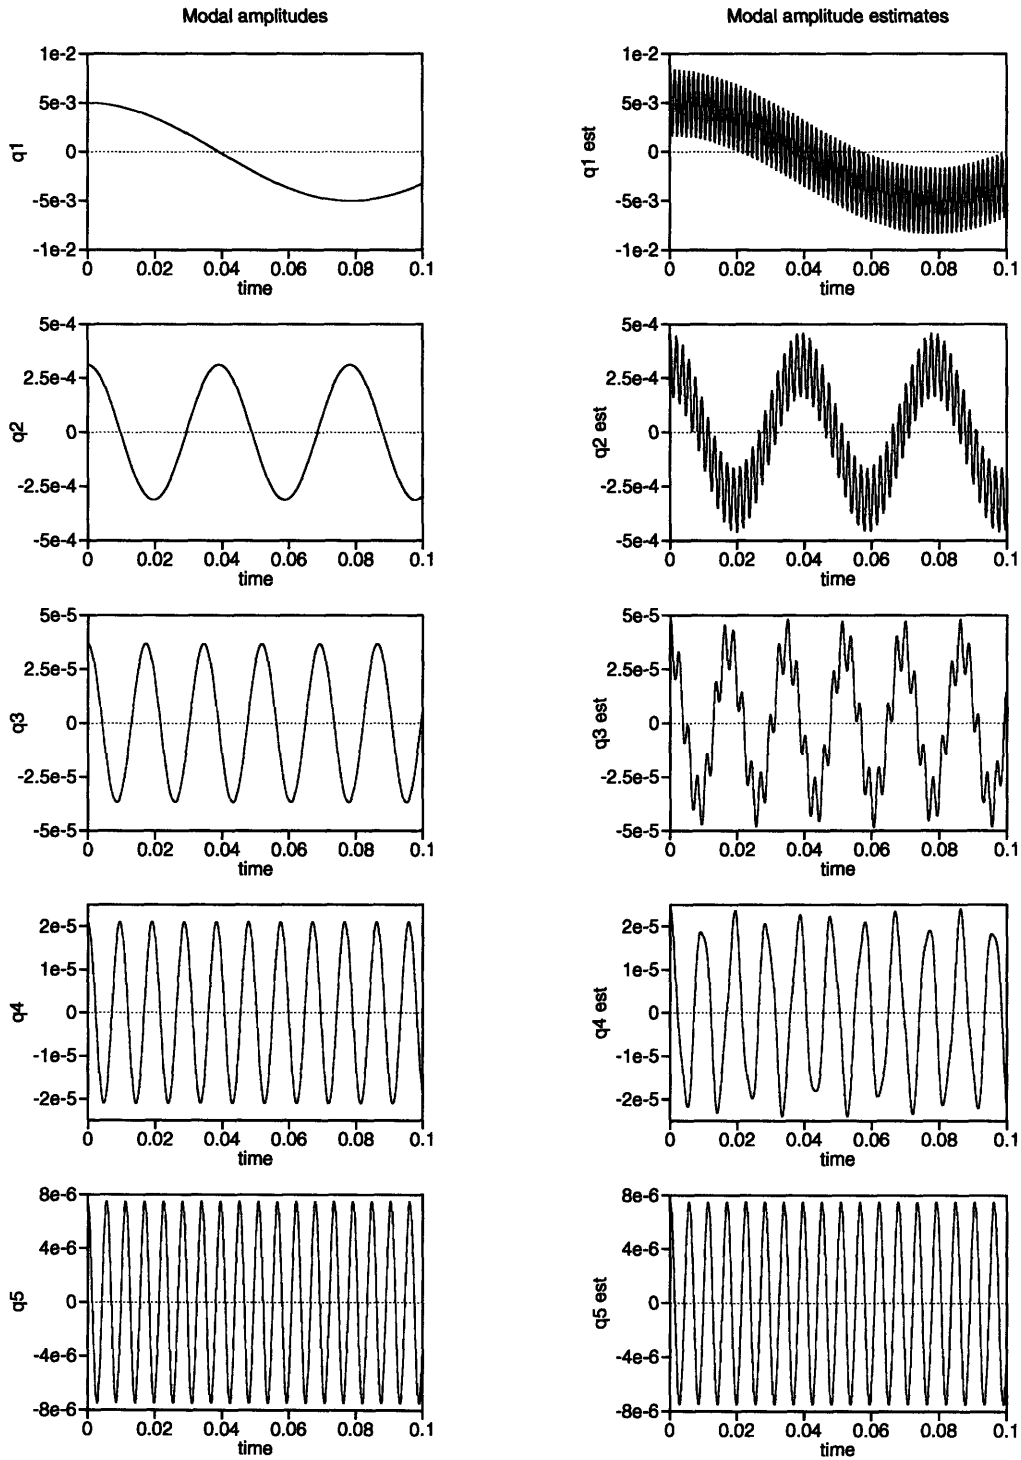 Modal amplitudes
1e-2
5e-3
0
-5e-3
-1e-2
q1
0 0.02 0.04 0.06 0.08 0.1
time
5e-4
2.5e-4
0
-2.5e-4
-5e-4
q2
0 0.02 0.04 0.06 0.08 0.1
time
5e-5
2.5e-5
0
-2.5e-5
-5e-5
q3
0 0.02 0.04 0.06 0.08 0.1
time
2e-5
1e-5
0
-1e-5
-2e-5
q4
0 0.02 0.04 0.06 0.08 0.1
time
8e-6
4e-6
0
-4e-6
-8e-6
q5
0 0.02 0.04 0.06 0.08 0.1
time
Modal amplitude estimates
1e-2
5e-3
0
-5e-3
-1e-2
q1 est
0 0.02 0.04 0.06 0.08 0.1
time
5e-4
2.5e-4
0
-2.5e-4
-5e-4
q2 est
0 0.02 0.04 0.06 0.08 0.1
time
5e-5
2.5e-5
0
-2.5e-5
-5e-5
q3 est
0 0.02 0.04 0.06 0.08 0.1
time
2e-5
1e-5
0
-1e-5
-2e-5
q4 est
0 0.02 0.04 0.06 0.08 0.1
time
8e-6
4e-6
0
-4e-6
-8e-6
q5 est
0 0.02 0.04 0.06 0.08 0.1
time